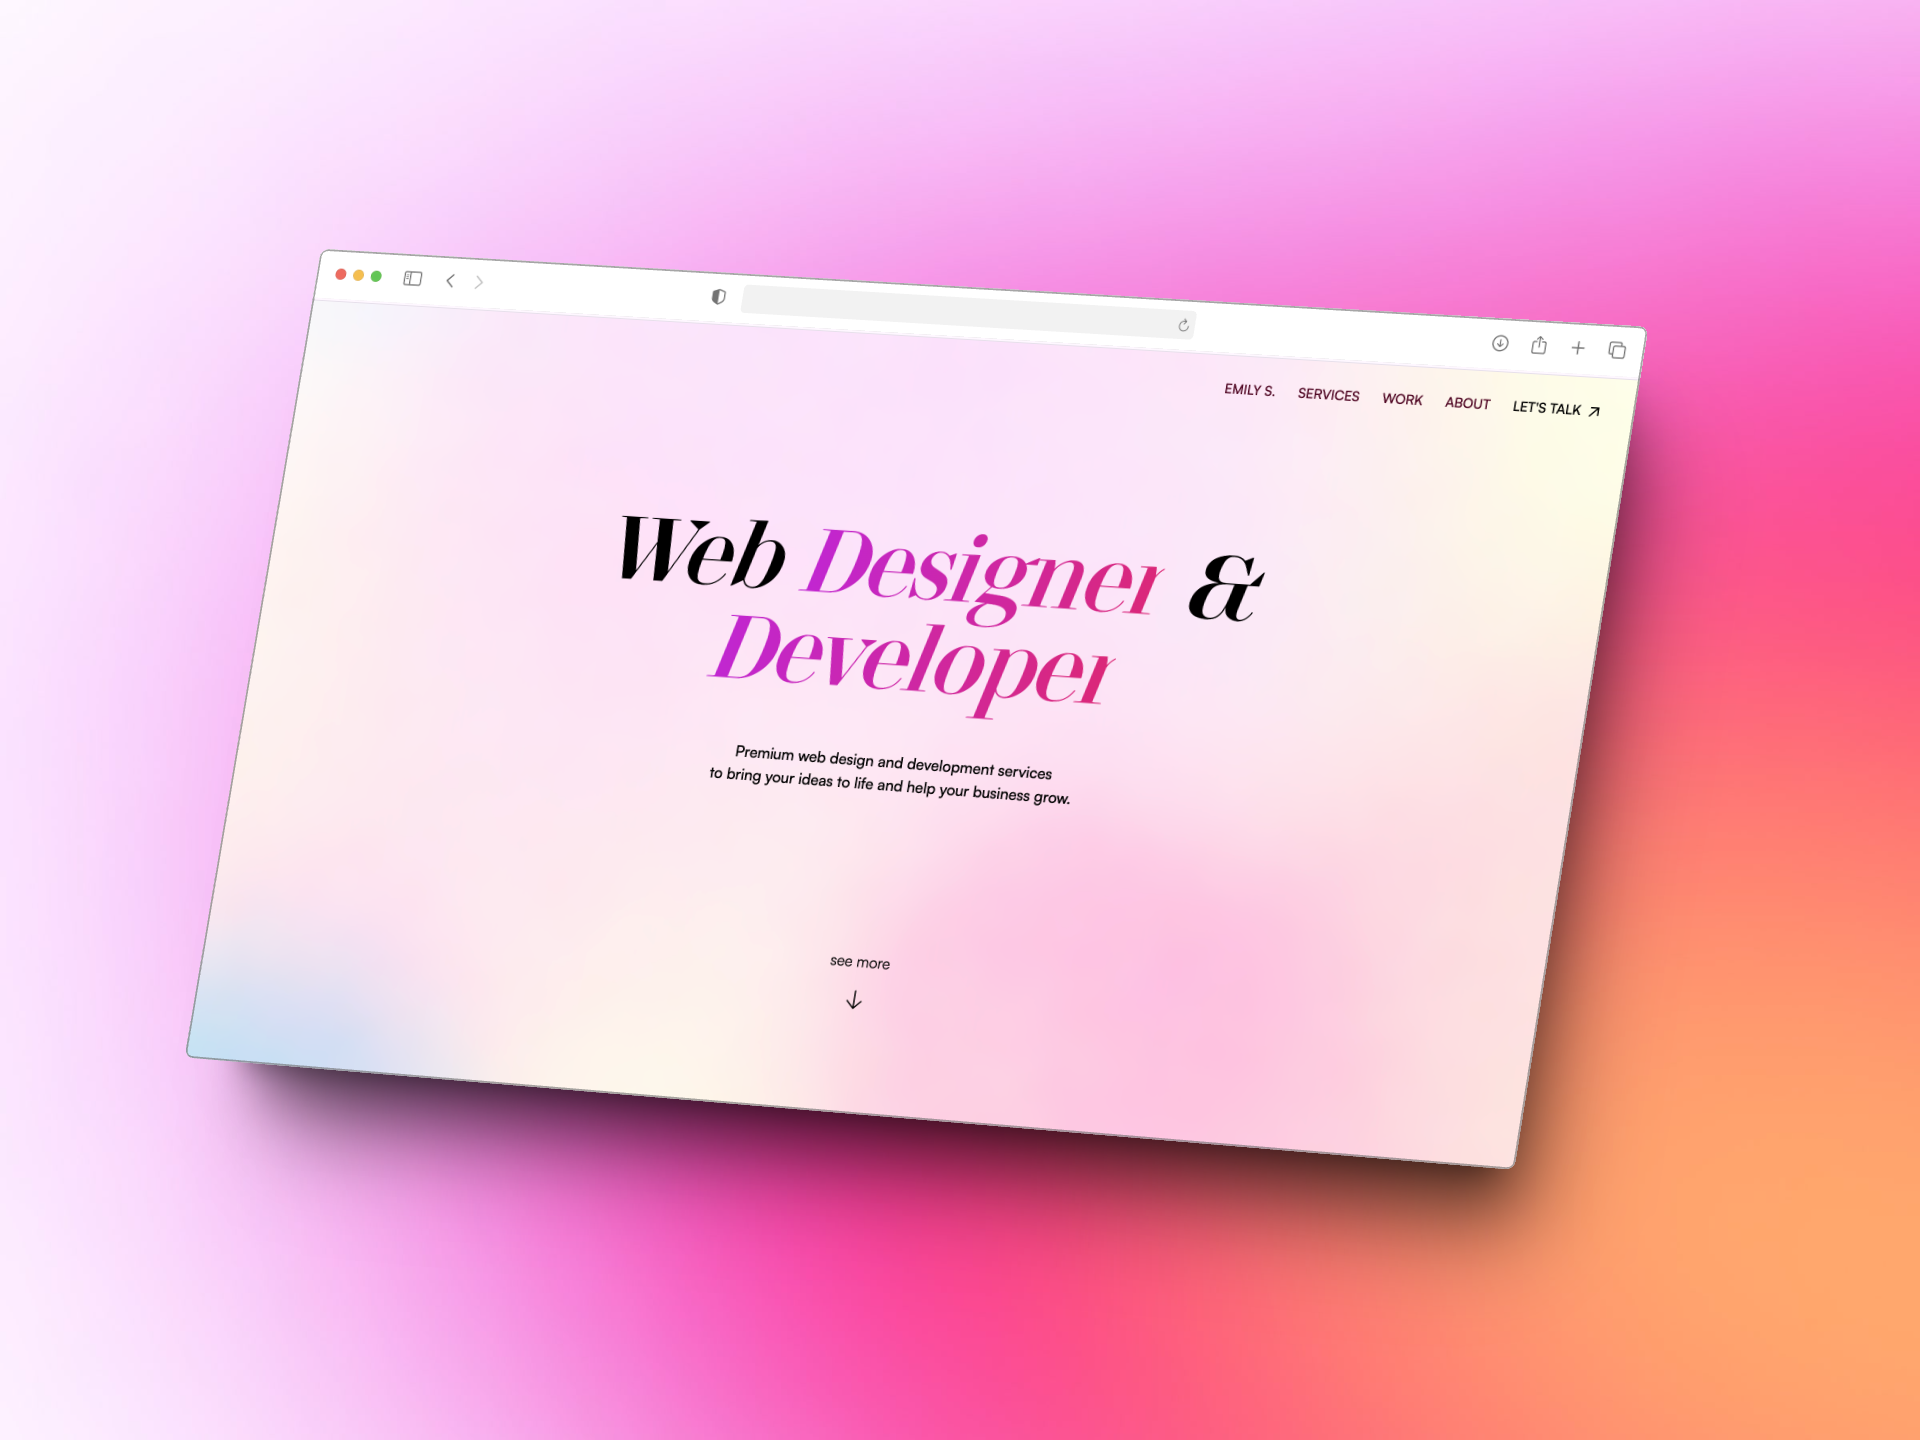 EMILY S. SERVICES WORK ABOUT LET'S TALK
Web Designer &
Developer
Premium web design and development services
to bring your ideas to life and help your business grow.
see more